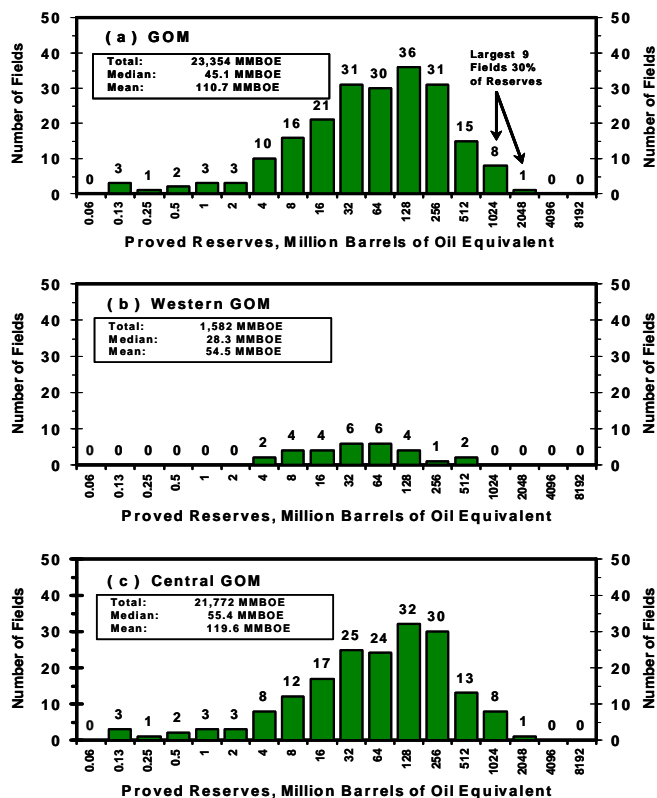 ( a ) GOM
Total: 23,354 MMBOE
Median: 45.1 MMBOE
Mean: 110.7 MMBOE
Largest 9
Fields 30%
of Reserves
Number of Fields
Number of Fields
50 50
40 40
30 30
20 20
10 10
0 0
0 3 1 2 3 3 10 16 21 31 30 36 31 15 8 1 0 0
0.06 0.13 0.25 0.5 1 2 4 8 16 32 64 128 256 512 1024 2048 4096 8192
Proved Reserves, Million Barrels of Oil Equivalent
( b ) Western GOM
Total: 1,582 MMBOE
Median: 28.3 MMBOE
Mean: 54.5 MMBOE
Number of Fields
Number of Fields
50 50
40 40
30 30
20 20
10 10
0 0
0 0 0 0 0 0 2 4 4 6 6 4 1 2 0 0 0 0
0.06 0.13 0.25 0.5 1 2 4 8 16 32 64 128 256 512 1024 2048 4096 8192
Proved Reserves, Million Barrels of Oil Equivalent
( c ) Central GOM
Total: 21,772 MMBOE
Median: 55.4 MMBOE
Mean: 119.6 MMBOE
Number of Fields
Number of Fields
50 50
40 40
30 30
20 20
10 10
0 0
0 3 1 2 3 3 8 12 17 25 24 32 30 13 8 1 0 0
0.06 0.13 0.25 0.5 1 2 4 8 16 32 64 128 256 512 1024 2048 4096 8192
Proved Reserves, Million Barrels of Oil Equivalent